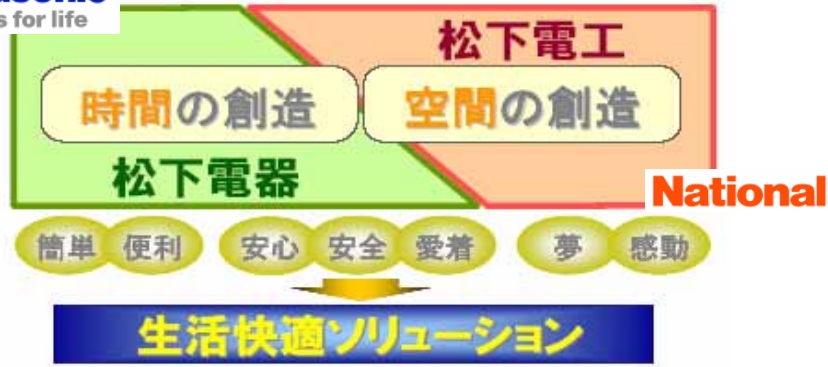 s for life
松下電工
時間の創造 空間の創造
松下電器
National
簡単 便利 安心 安全 愛着 夢 感動
生活快適ソリューション